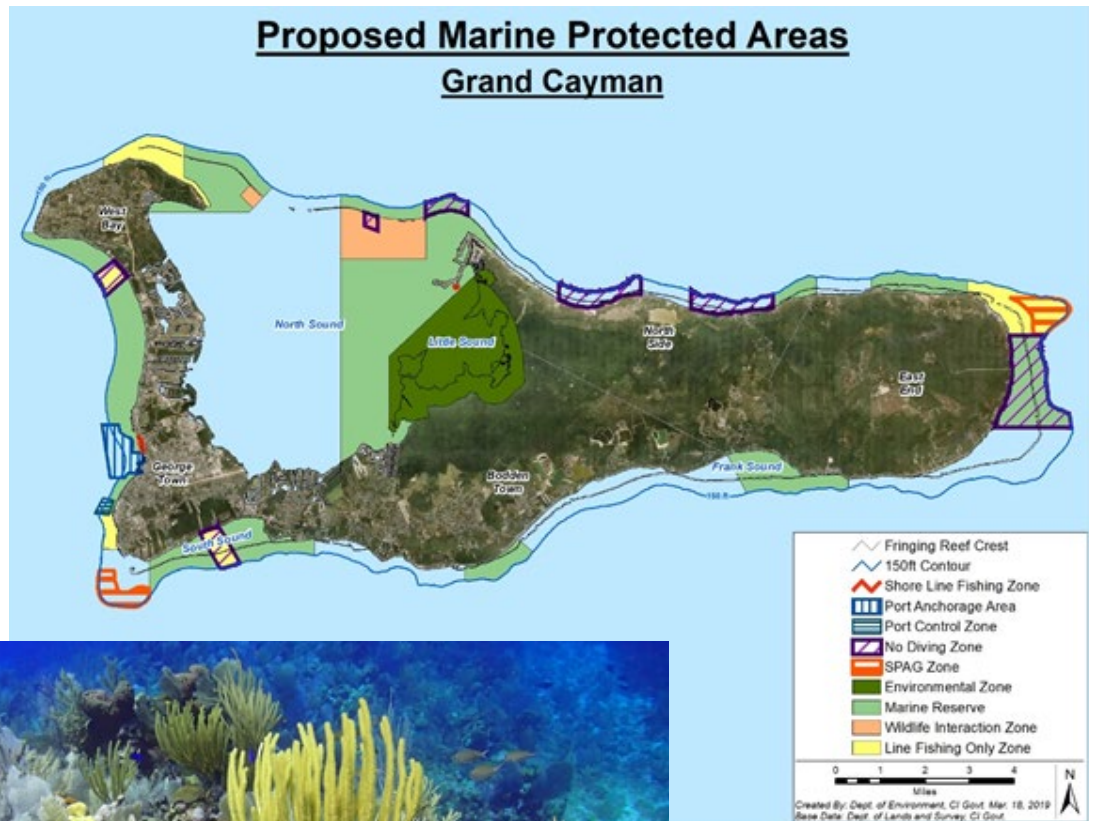 Proposed Marine Protected Areas
Grand Cayman
150 ft
West
Bay
North Sound
Little Sound
North
Side
East
End
George
Town
Bodden
Town
Frank Sound
150 ft
South Sound
Fringing Reef Crest
150ft Contour
Shore Line Fishing Zone
Port Anchorage Area
Port Control Zone
No Diving Zone
SPAG Zone
Environmental Zone
Marine Reserve
Wildlife Interaction Zone
Line Fishing Only Zone
0 1 2 3 4
Miles
N
Created By: Dept. of Environment, CI Govt. Mar. 18, 2019
Base Data: Dept. of Lands and Survey, CI Govt.